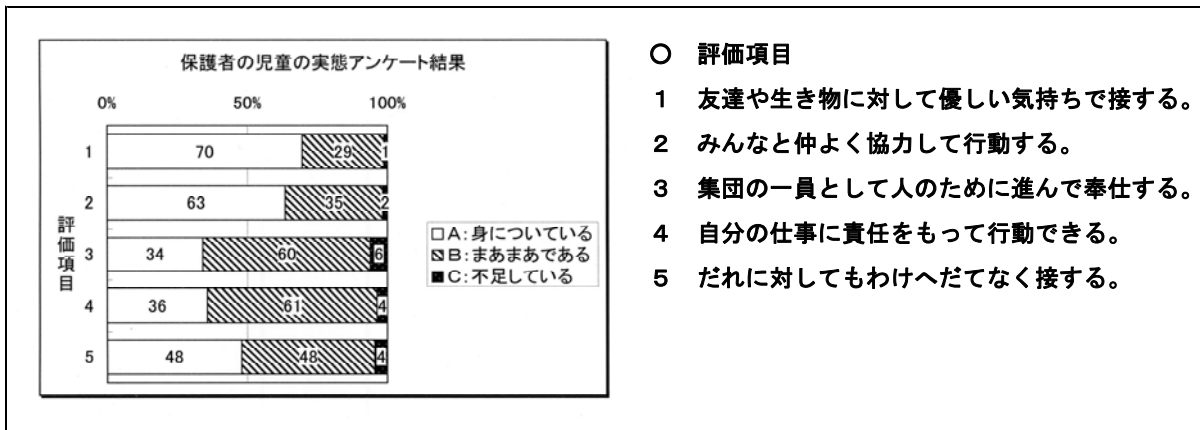 保護者の児童の実態アンケート結果
0% 50% 100%
1 70 29 1
2 63 35 2
3 34 60 6
4 36 61 4
5 48 48 4
評価項目
A:身についている
B:まあまあである
C:不足している
○ 評価項目
1 友達や生き物に対して優しい気持ちで接する。
2 みんなと仲よく協力して行動する。
3 集団の一員として人のために進んで奉仕する。
4 自分の仕事に責任をもって行動できる。
5 だれに対してもわけへだてなく接する。